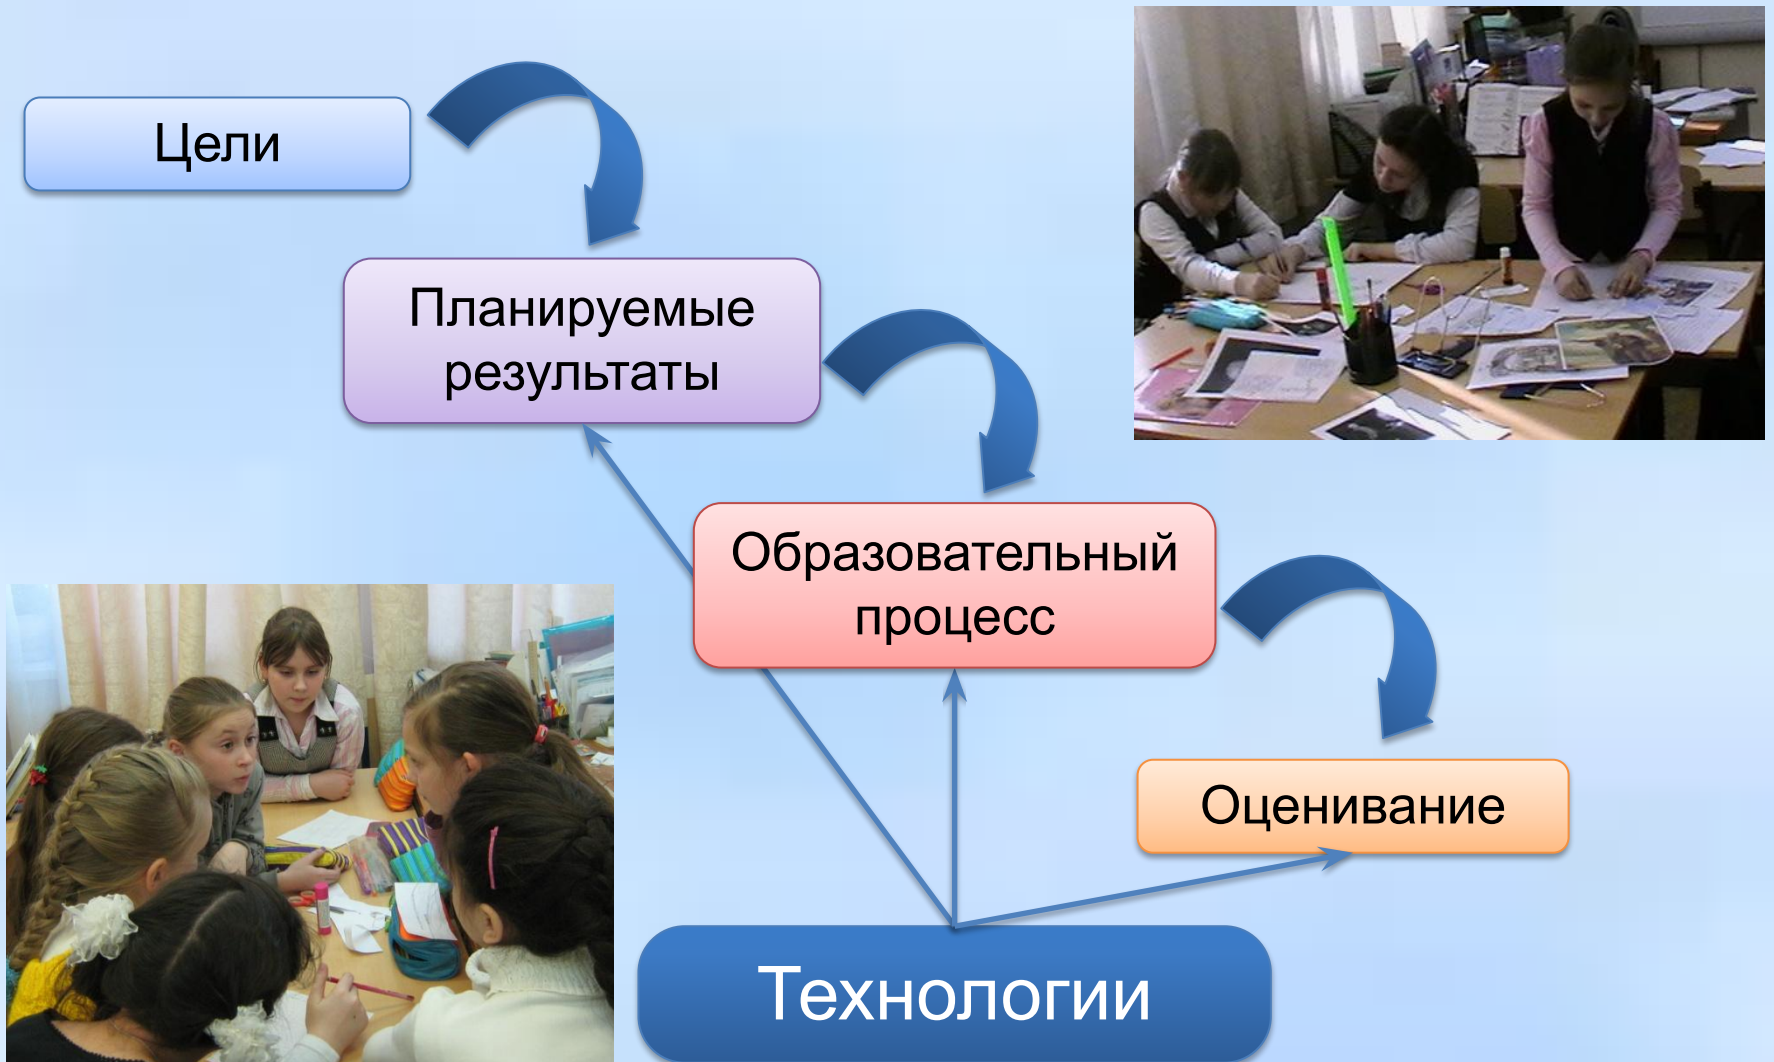 Цели
Планируемые
результаты
Образовательный
процесс
Оценивание
Технологии